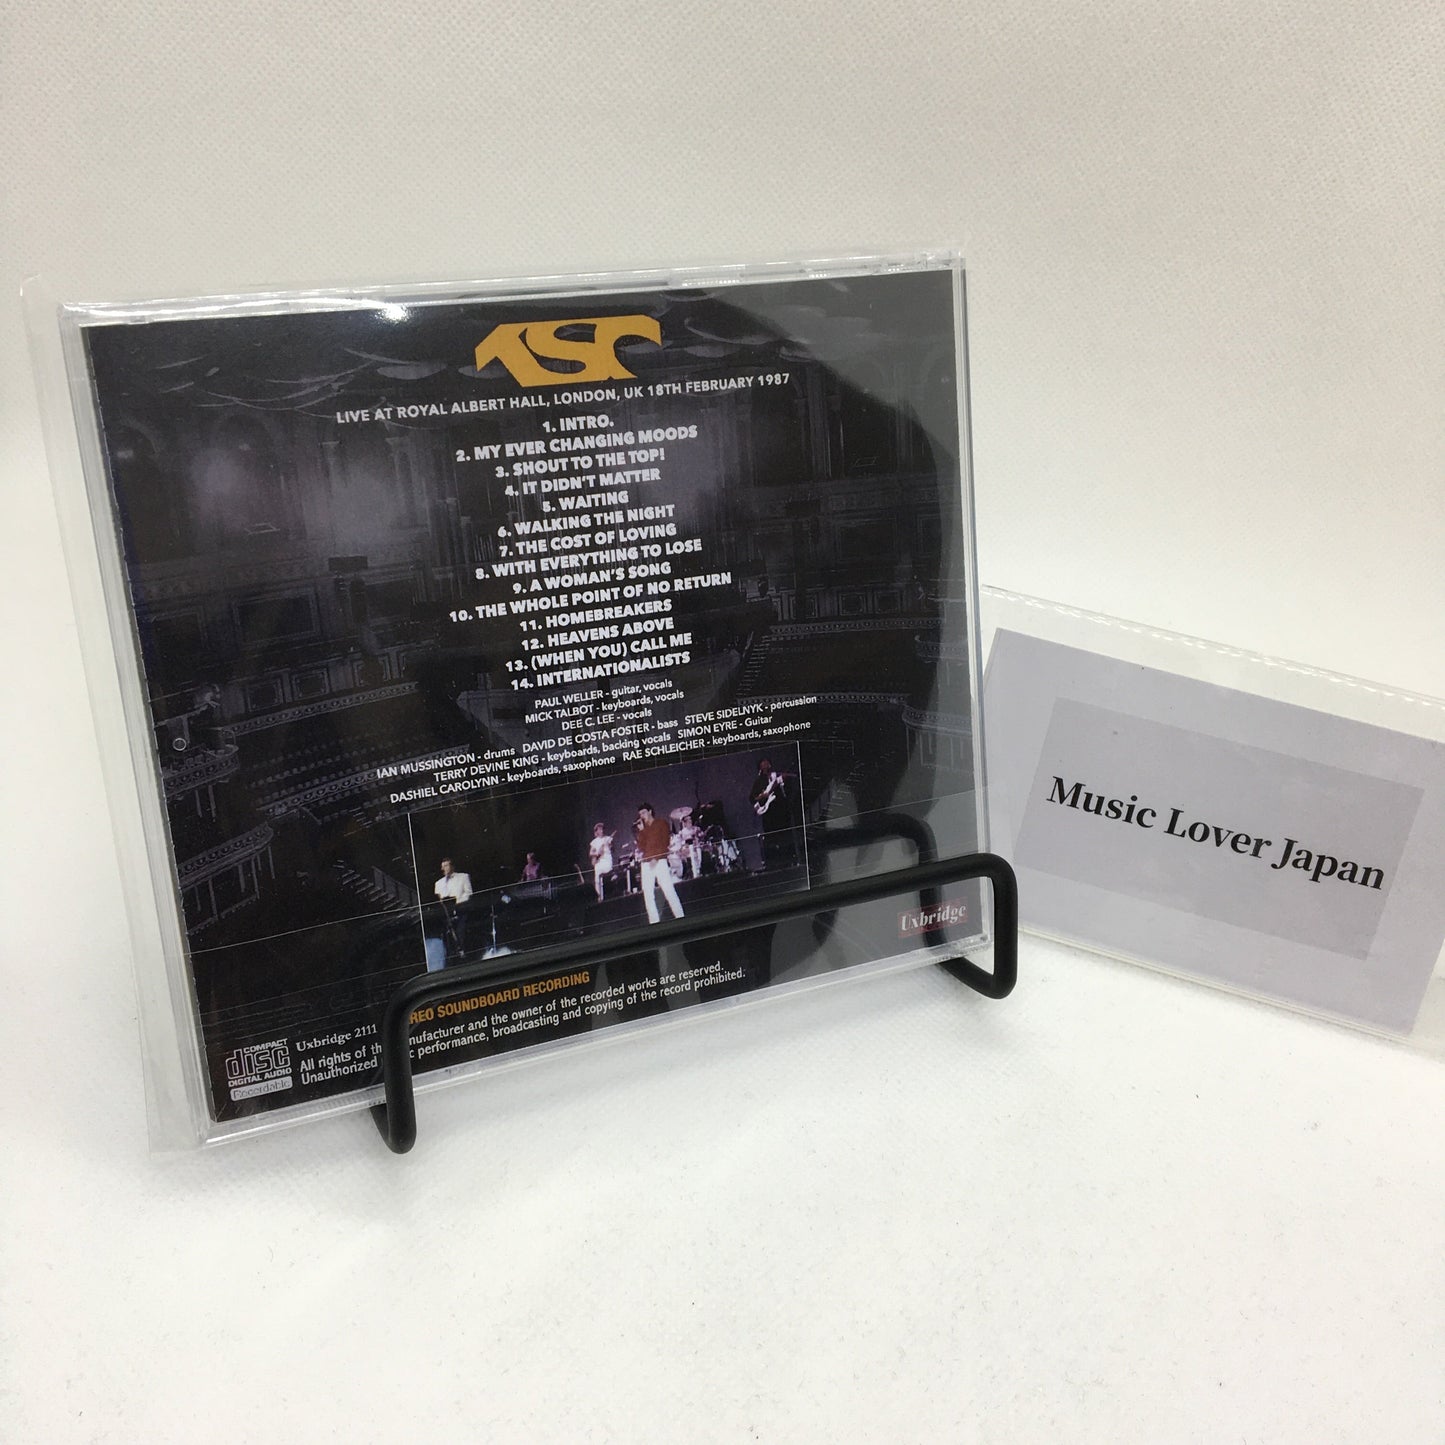 TSC
LIVE AT ROYAL ALBERT HALL, LONDON, UK 18TH FEBRUARY 1987
1. INTRO.
2. MY EVER CHANGING MOODS
3. SHOUT TO THE TOP!
4. IT DIDN'T MATTER
5. WAITING
6. WALKING THE NIGHT
7. THE COST OF LOVING
8. WITH EVERYTHING TO LOSE
9. A WOMAN'S SONG
10. THE WHOLE POINT OF NO RETURN
11. HOMEBREAKERS
12. HEAVENS ABOVE
13. (WHEN YOU) CALL ME
14. INTERNATIONALISTS
PAUL WELLER - guitar, vocals
MICK TALBOT - keyboards, vocals
DEE C. LEE - vocals
IAN MUSSINGTON - drums DAVID DE COSTA FOSTER - bass STEVE SIDELNYK - percussion
TERRY DEVINE KING - keyboards, backing vocals SIMON EYRE - Guitar
DASHIEL CAROLYNN - keyboards, saxophone RAE SCHLEICHER - keyboards, saxophone
Uxbridge
Uxbridge 2111 REO SOUNDBOARD RECORDING
All rights of th nufacturer and the owner of the recorded works are reserved.
Unauthorized c performance, broadcasting and copying of the record prohibited.
COMPACT
disc
DIGITAL AUDIO
Recordable
Music Lover Japan